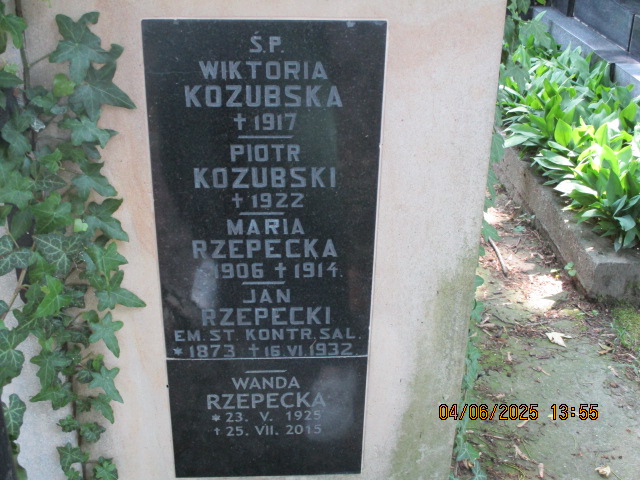 Ś.P.
WIKTORIA
KOZUBSKA
✝ 1917
PIOTR
KOZUBSKI
✝ 1922
MARIA
RZEPECKA
* 1906 ✝ 1914.
JAN
RZEPECKI
EM. ST. KONTR. SAL.
* 1873 ✝ 16.VI.1932
WANDA
RZEPECKA
* 23. V. 1925
✝ 25. VII. 2015
04/06/2025 13:55